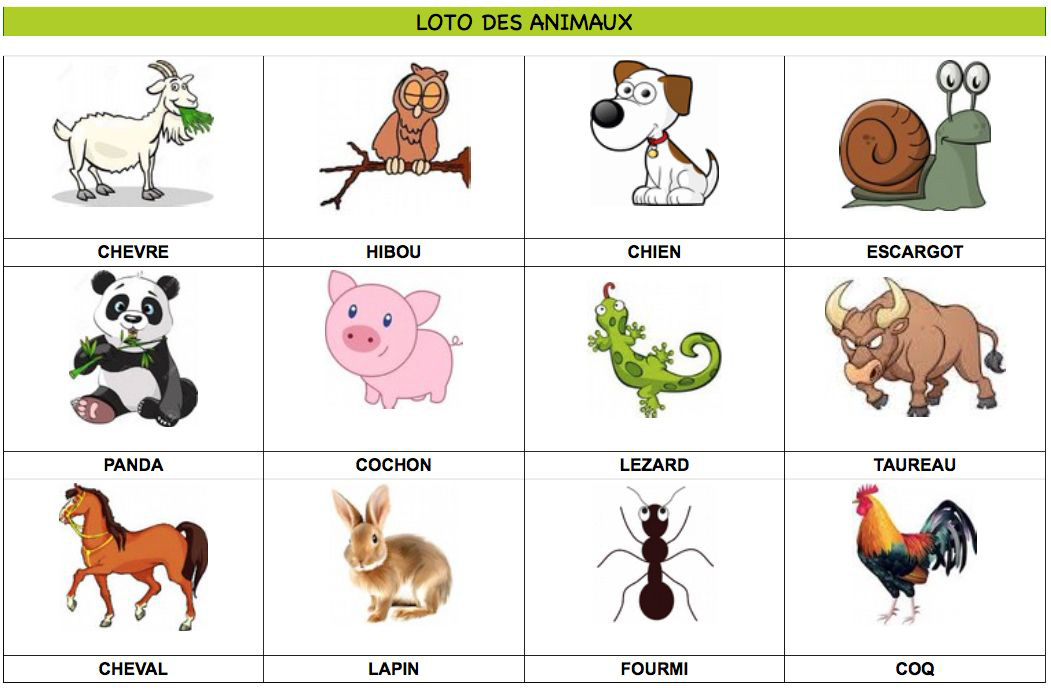 LOTO DES ANIMAUX
CHEVRE HIBOU CHIEN ESCARGOT
PANDA COCHON LEZARD TAUREAU
CHEVAL LAPIN FOURMI COQ